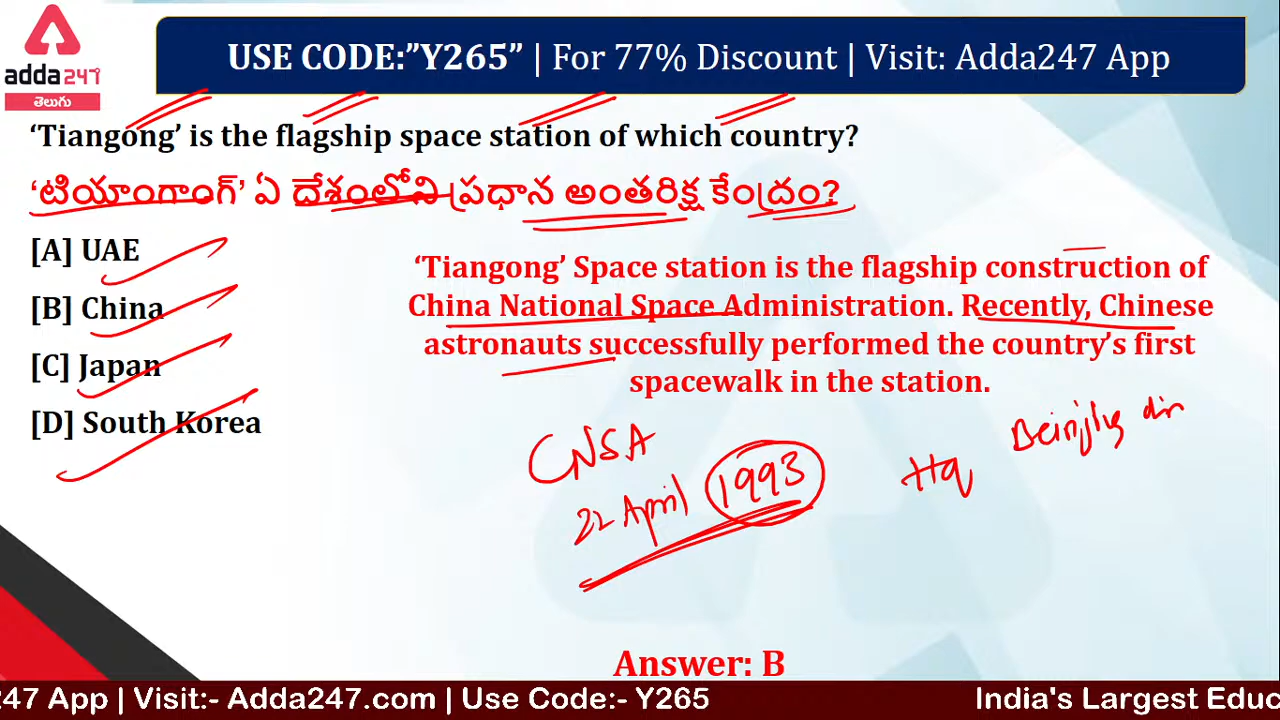 adda247
తెలుగు
USE CODE:”Y265” | For 77% Discount | Visit: Adda247 App
‘Tiangong’ is the flagship space station of which country?
‘టియాంగాంగ్’ ఏ దేశంలోని ప్రధాన అంతరిక్ష కేంద్రం?
[A] UAE
[B] China
[C] Japan
[D] South Korea
‘Tiangong’ Space station is the flagship construction of
China National Space Administration. Recently, Chinese
astronauts successfully performed the country’s first
spacewalk in the station.
CNSA
22 April 1993
Hq
Answer: B
247 App | Visit:- Adda247.com | Use Code:- Y265
India's Largest Educ